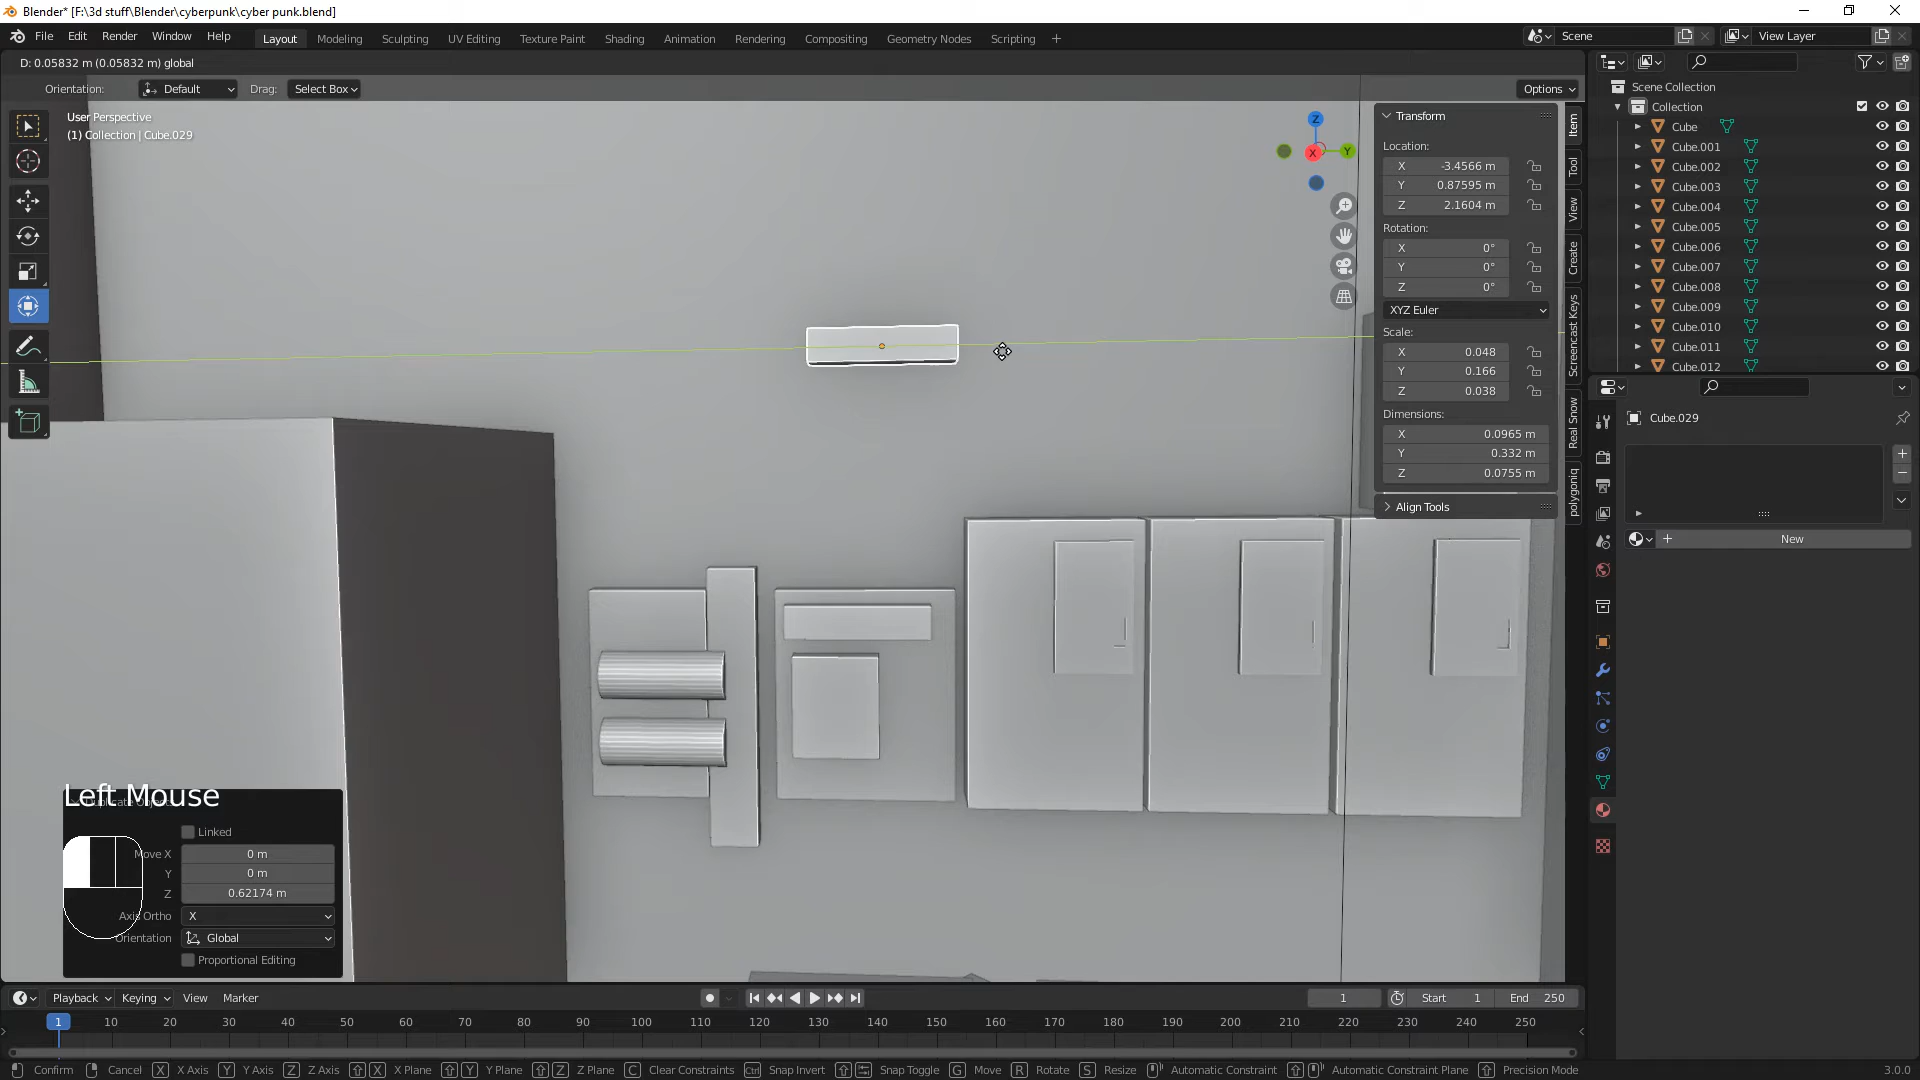 Blender* [F:\3d stuff\Blender\cyberpunk\cyber punk.blend]
File Edit Render Window Help Layout Modeling Sculpting UV Editing Texture Paint Shading Animation Rendering Compositing Geometry Nodes Scripting + Scene View Layer
D: 0.05832 m (0.05832 m) global
Orientation: Default Drag: Select Box Options
User Perspective
(1) Collection | Cube.029
Z
X
Y
Transform
Location:
X -3.4566 m
Y 0.87595 m
Z 2.1604 m
Rotation:
X 0°
Y 0°
Z 0°
XYZ Euler
Scale:
X 0.048
Y 0.166
Z 0.038
Dimensions:
X 0.0965 m
Y 0.332 m
Z 0.0755 m
Align Tools
Item
Tool
View
Create
Screencast Keys
Real Snow
polygoniq
Scene Collection
Collection
Cube
Cube.001
Cube.002
Cube.003
Cube.004
Cube.005
Cube.006
Cube.007
Cube.008
Cube.009
Cube.010
Cube.011
Cube.012
Cube.029
New
Left Mouse
Linked
Move X 0 m
Y 0 m
Z 0.62174 m
Axis Ortho X
Orientation Global
Proportional Editing
Playback Keying View Marker 1 Start 1 End 250
1 10 20 30 40 50 60 70 80 90 100 110 120 130 140 150 160 170 180 190 200 210 220 230 240 250
Confirm Cancel X X Axis Y Y Axis Z Z Axis X X Plane Y Y Plane Z Z Plane C Clear Constraints Ctrl Snap Invert Snap Toggle G Move R Rotate S Resize Automatic Constraint Automatic Constraint Plane Precision Mode 3.0.0